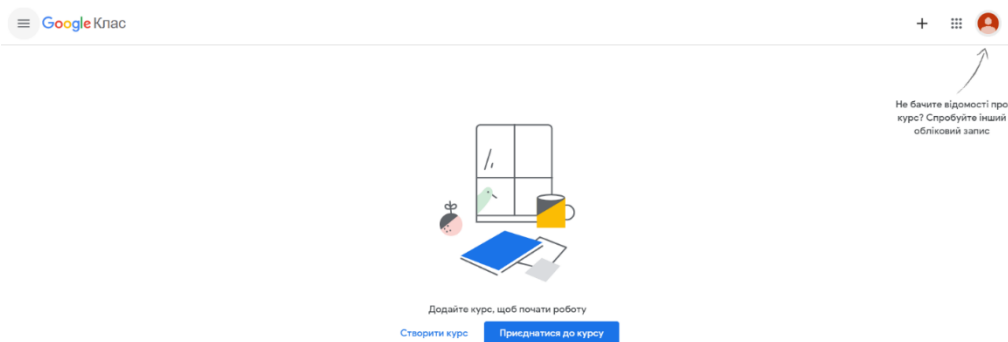 Google Клас
Не бачите відомості про
курс? Спробуйте інший
обліковий запис
Додайте курс, щоб почати роботу
Створити курс
Приєднатися до курсу